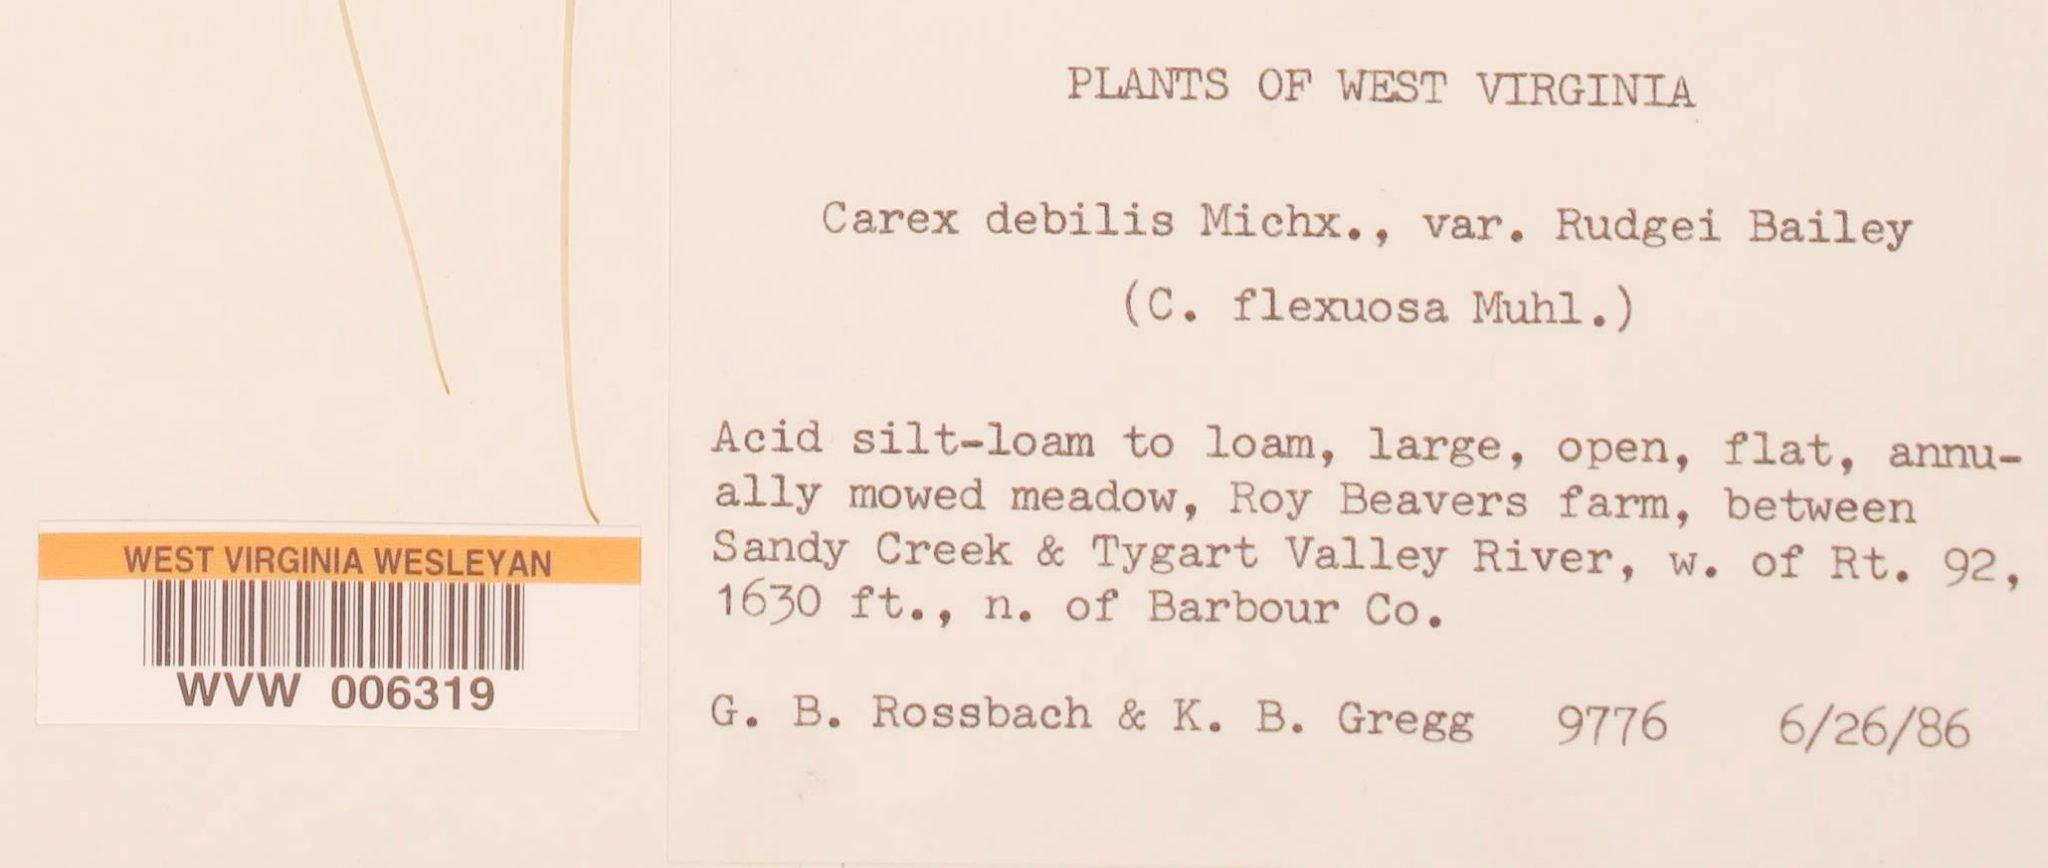 PLANTS OF WEST VIRGINIA
Carex debilis Michx., var. Rudgei Bailey
(C. flexuosa Muhl.)
Acid silt-loam to loam, large, open, flat, annu-
ally mowed meadow, Roy Beavers farm, between
Sandy Creek & Tygart Valley River, w. of Rt. 92,
1630 ft., n. of Barbour Co.
G. B. Rossbach & K. B. Gregg 9776 6/26/86
WEST VIRGINIA WESLEYAN
WVW 006319